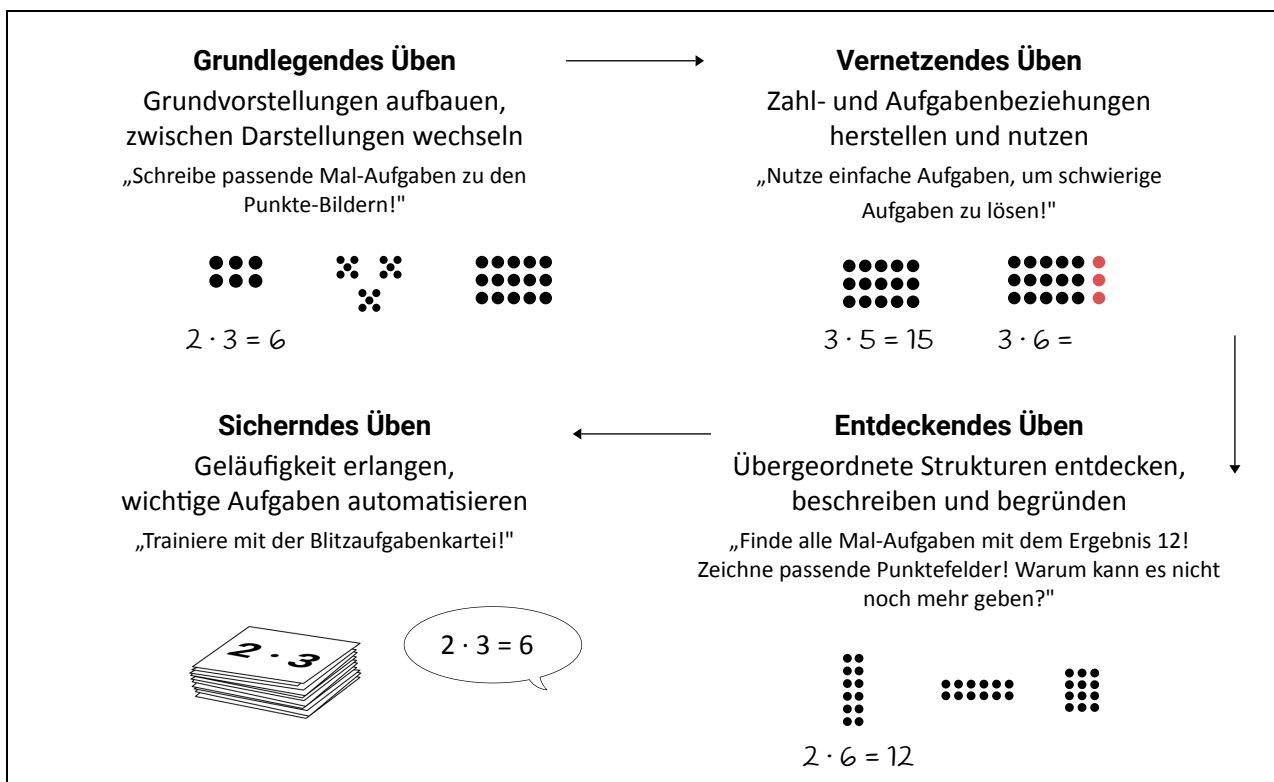 Grundlegendes Üben
Grundvorstellungen aufbauen,
zwischen Darstellungen wechseln
„Schreibe passende Mal-Aufgaben zu den
Punkte-Bildern!"
2 · 3 = 6
Vernetzendes Üben
Zahl- und Aufgabenbeziehungen
herstellen und nutzen
„Nutze einfache Aufgaben, um schwierige
Aufgaben zu lösen!"
3 · 5 = 15
3 · 6 =
Sicherndes Üben
Geläufigkeit erlangen,
wichtige Aufgaben automatisieren
„Trainiere mit der Blitzaufgabenkartei!"
2 · 3
2 · 3 = 6
Entdeckendes Üben
Übergeordnete Strukturen entdecken,
beschreiben und begründen
„Finde alle Mal-Aufgaben mit dem Ergebnis 12!
Zeichne passende Punktefelder! Warum kann es nicht
noch mehr geben?"
2 · 6 = 12